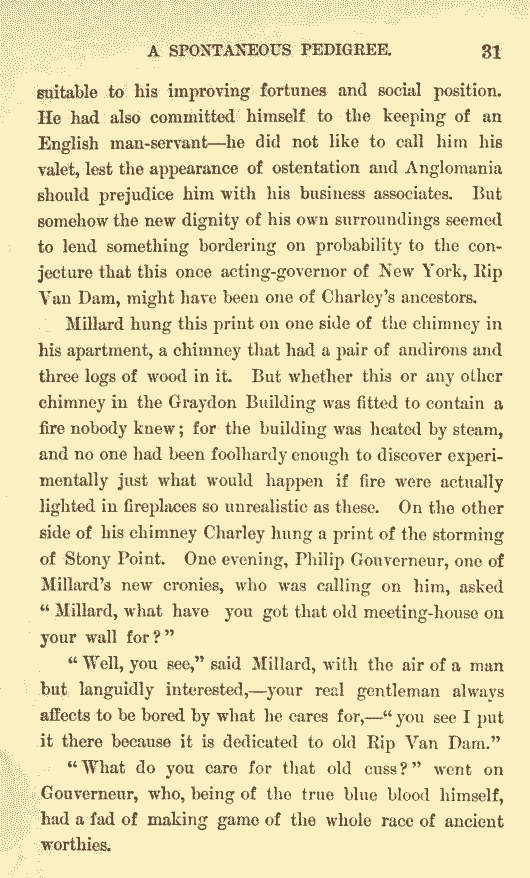 A SPONTANEOUS PEDIGREE. 31
suitable to his improving fortunes and social position.
He had also committed himself to the keeping of an
English man-servant—he did not like to call him his
valet, lest the appearance of ostentation and Anglomania
should prejudice him with his business associates. But
somehow the new dignity of his own surroundings seemed
to lend something bordering on probability to the con-
jecture that this once acting-governor of New York, Rip
Van Dam, might have been one of Charley's ancestors.
Millard hung this print on one side of the chimney in
his apartment, a chimney that had a pair of andirons and
three logs of wood in it. But whether this or any other
chimney in the Graydon Building was fitted to contain a
fire nobody knew; for the building was heated by steam,
and no one had been foolhardy enough to discover experi-
mentally just what would happen if fire were actually
lighted in fireplaces so unrealistic as these. On the other
side of his chimney Charley hung a print of the storming
of Stony Point. One evening, Philip Gouverneur, one of
Millard's new cronies, who was calling on him, asked
“Millard, what have you got that old meeting-house on
your wall for?”
“Well, you see,” said Millard, with the air of a man
but languidly interested,—your real gentleman always
affects to be bored by what he cares for,—“you see I put
it there because it is dedicated to old Rip Van Dam.”
“What do you care for that old cuss?” went on
Gouverneur, who, being of the true blue blood himself,
had a fad of making game of the whole race of ancient
worthies.